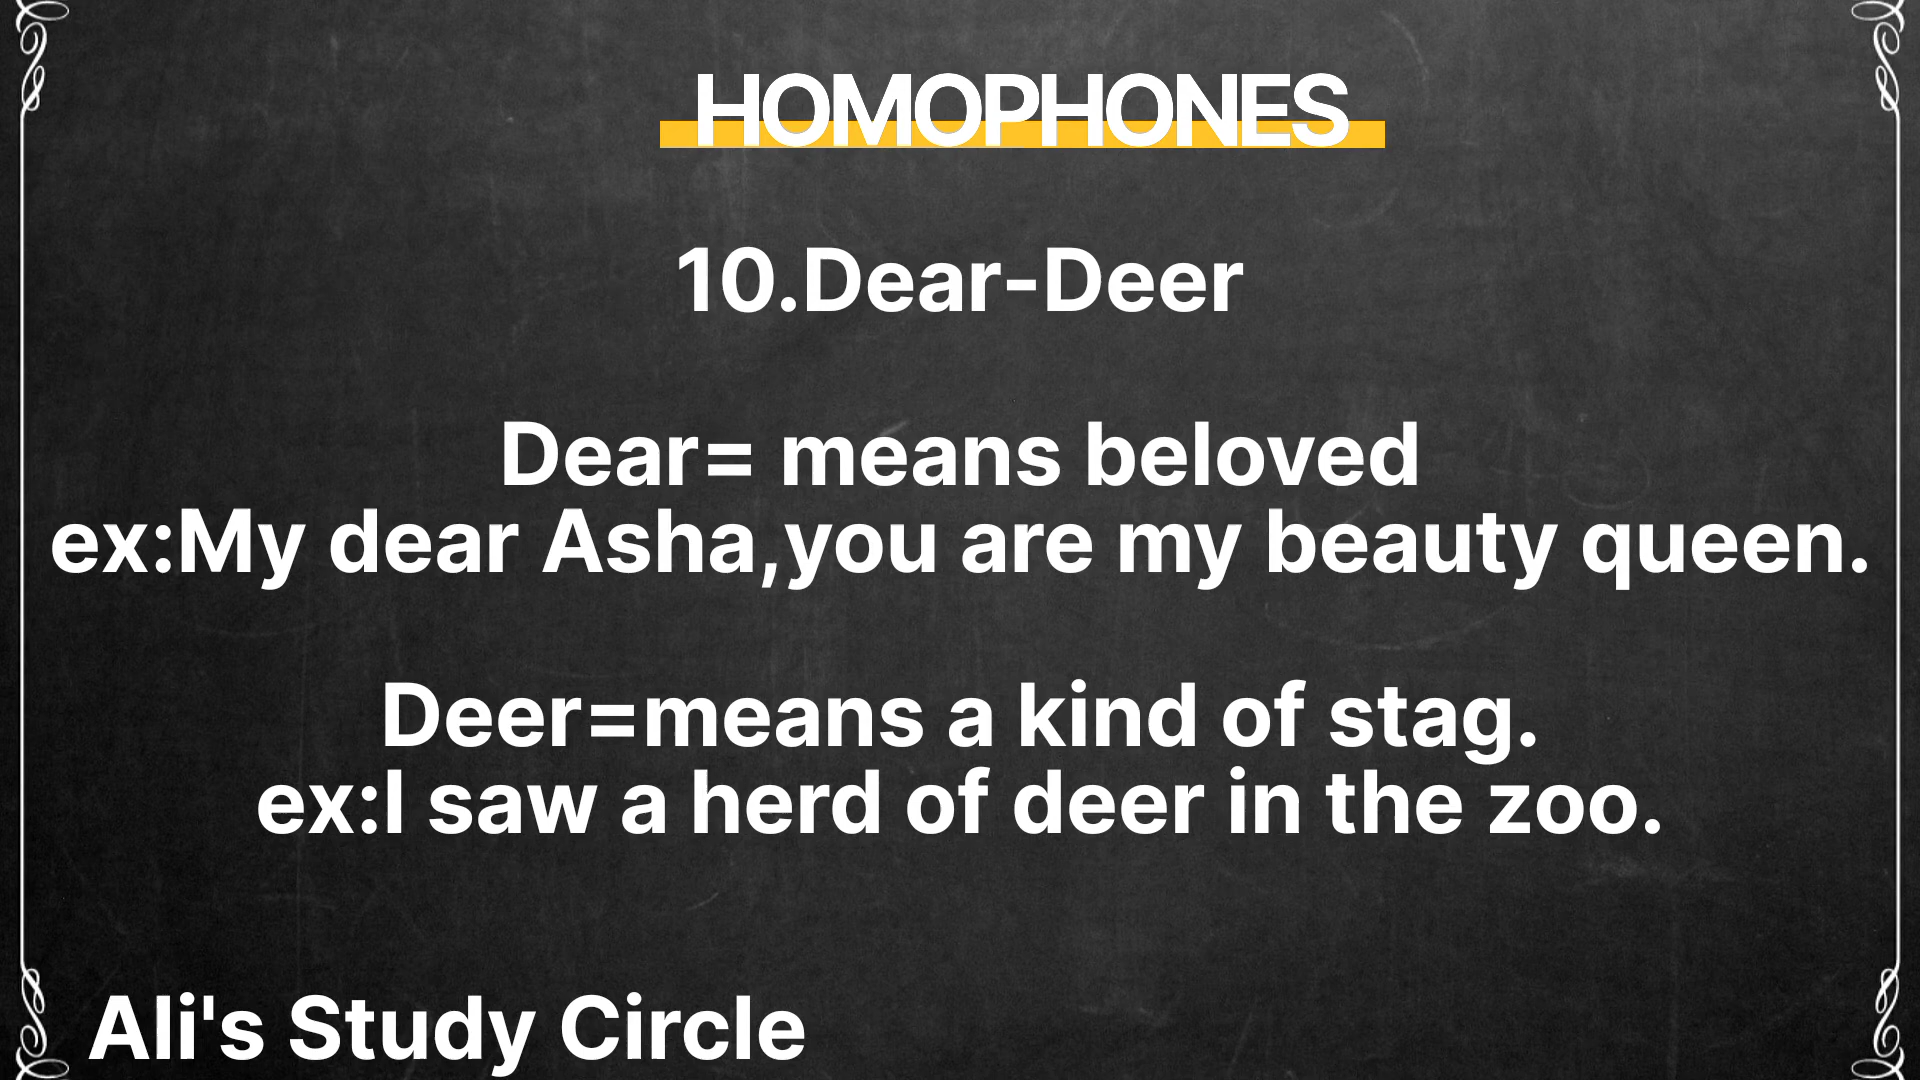 HOMOPHONES
10.Dear-Deer
Dear= means beloved
ex:My dear Asha,you are my beauty queen.
Deer=means a kind of stag.
ex:I saw a herd of deer in the zoo.
Ali's Study Circle